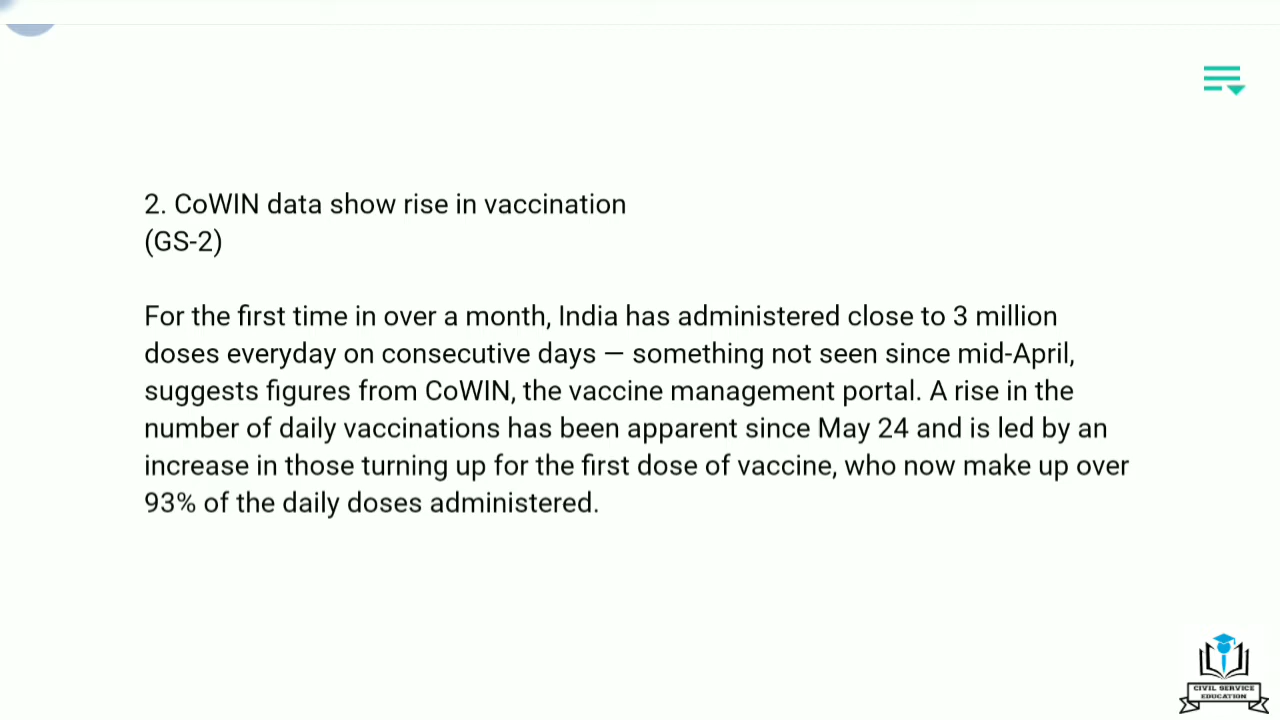 2. CoWIN data show rise in vaccination
(GS-2)
For the first time in over a month, India has administered close to 3 million
doses everyday on consecutive days — something not seen since mid-April,
suggests figures from CoWIN, the vaccine management portal. A rise in the
number of daily vaccinations has been apparent since May 24 and is led by an
increase in those turning up for the first dose of vaccine, who now make up over
93% of the daily doses administered.
CIVIL SERVICE
EDUCATION